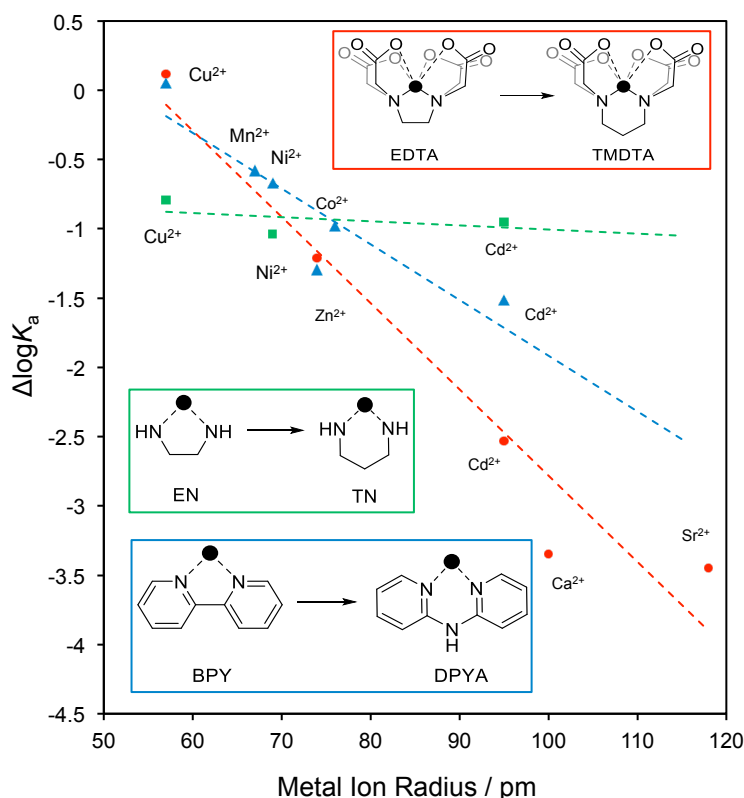 0.5
0
-0.5
-1
-1.5
-2
-2.5
-3
-3.5
-4
-4.5
ΔlogKₐ
50
60
70
80
90
100
110
120
Metal Ion Radius / pm
Cu²⁺
Mn²⁺
Ni²⁺
Co²⁺
Cu²⁺
Ni²⁺
Cd²⁺
Zn²⁺
Cd²⁺
Cd²⁺
Ca²⁺
Sr²⁺
O O O O
O O O O
N N
EDTA
O O O O
O O O O
N N
TMDTA
HN NH
EN
HN NH
TN
N N
BPY
N N
N
H
DPYA